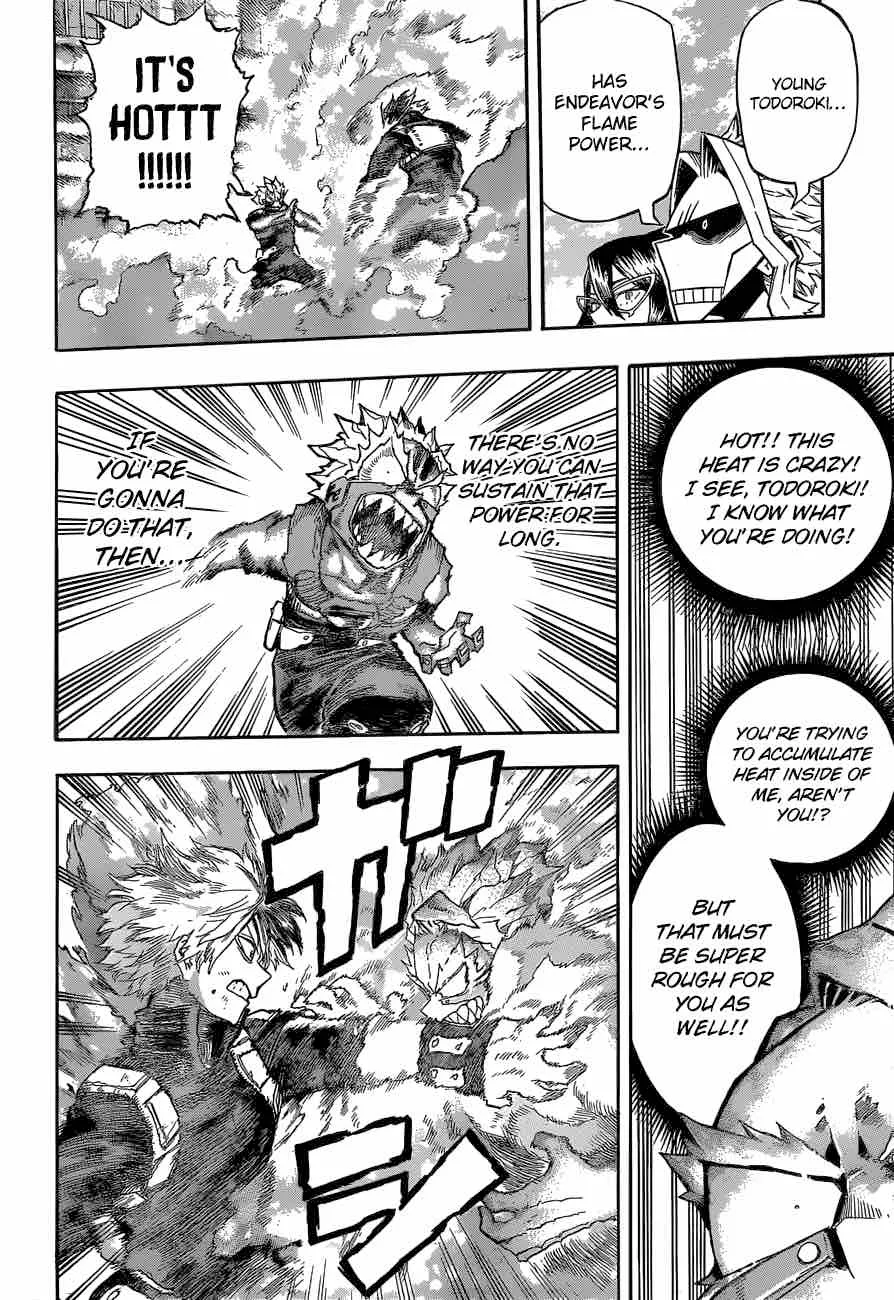 YOUNG
TODOROKI...
HAS
ENDEAVOR'S
FLAME
POWER...
IT'S
HOTTT
!!!!!!
HOT!! THIS
HEAT IS CRAZY!
I SEE, TODOROKI!
I KNOW WHAT
YOU'RE DOING!
YOU'RE TRYING
TO ACCUMULATE
HEAT INSIDE OF
ME, AREN'T
YOU!?
BUT
THAT MUST
BE SUPER
ROUGH FOR
YOU AS
WELL!!
THERE'S NO
WAY YOU CAN
SUSTAIN THAT
POWER FOR
LONG.
IF
YOU'RE
GONNA
DO THAT,
THEN....
ガシ